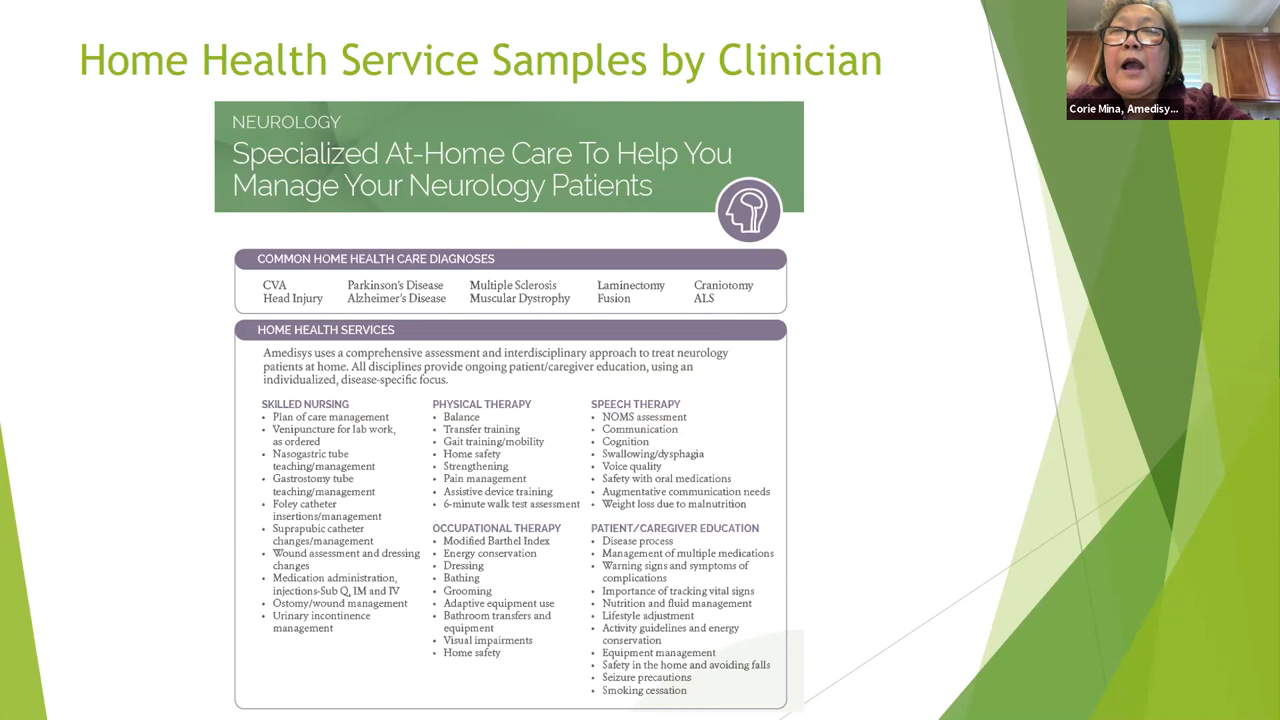 Home Health Service Samples by Clinician
Corie Mina, Amedisy...
NEUROLOGY
Specialized At-Home Care To Help You
Manage Your Neurology Patients
COMMON HOME HEALTH CARE DIAGNOSES
CVA Parkinson's Disease Multiple Sclerosis Laminectomy Craniotomy
Head Injury Alzheimer's Disease Muscular Dystrophy Fusion ALS
HOME HEALTH SERVICES
Amedisys uses a comprehensive assessment and interdisciplinary approach to treat neurology
patients at home. All disciplines provide ongoing patient/caregiver education, using an
individualized, disease-specific focus.
SKILLED NURSING
• Plan of care management
• Venipuncture for lab work,
as ordered
• Nasogastric tube
teaching/management
• Gastrostomy tube
teaching/management
• Foley catheter
insertions/management
• Suprapubic catheter
changes/management
• Wound assessment and dressing
changes
• Medication administration,
injections-Sub Q, IM and IV
• Ostomy/wound management
• Urinary incontinence
management
PHYSICAL THERAPY
• Balance
• Transfer training
• Gait training/mobility
• Home safety
• Strengthening
• Pain management
• Assistive device training
• 6-minute walk test assessment
OCCUPATIONAL THERAPY
• Modified Barthel Index
• Energy conservation
• Dressing
• Bathing
• Grooming
• Adaptive equipment use
• Bathroom transfers and
equipment
• Visual impairments
• Home safety
SPEECH THERAPY
• NOMS assessment
• Communication
• Cognition
• Swallowing/dysphagia
• Voice quality
• Safety with oral medications
• Augmentative communication needs
• Weight loss due to malnutrition
PATIENT/CAREGIVER EDUCATION
• Disease process
• Management of multiple medications
• Warning signs and symptoms of
complications
• Importance of tracking vital signs
• Nutrition and fluid management
• Lifestyle adjustment
• Activity guidelines and energy
conservation
• Equipment management
• Safety in the home and avoiding falls
• Seizure precautions
• Smoking cessation